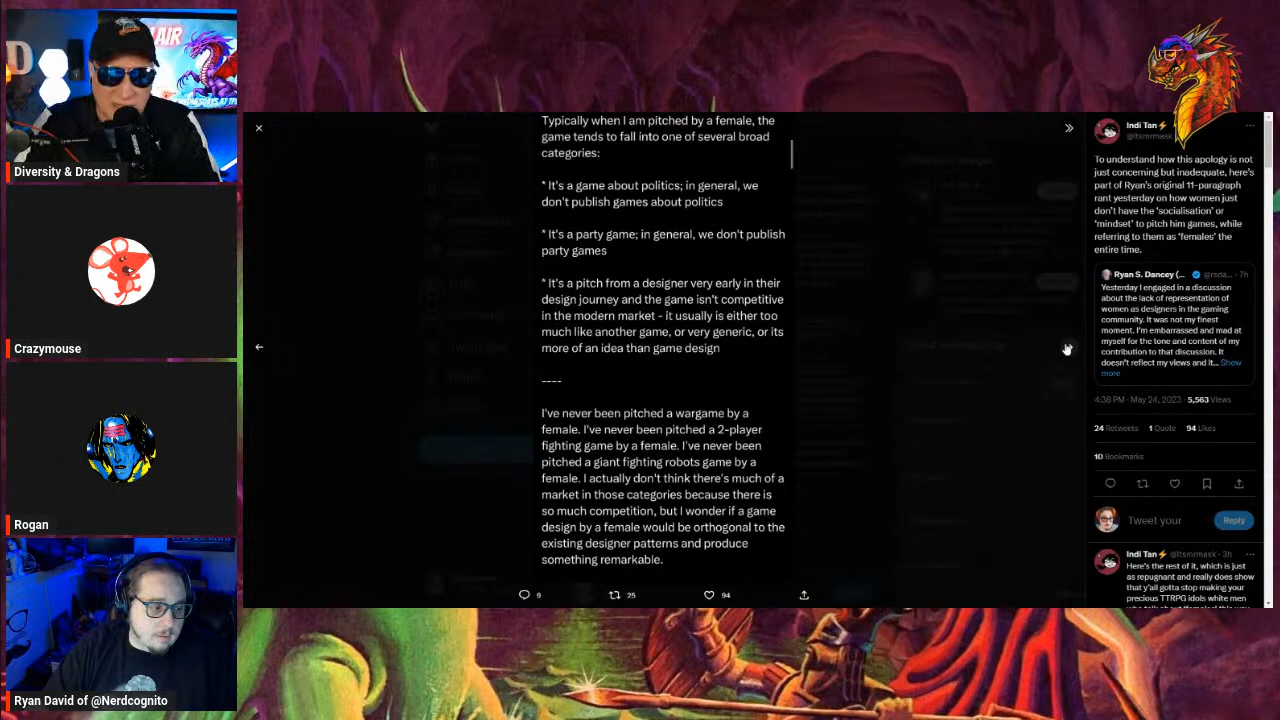 Diversity & Dragons
Crazymouse
Rogan
Ryan David of @Nerdcognito
Typically when I am pitched by a female, the
game tends to fall into one of several broad
categories:
* It's a game about politics; in general, we
don't publish games about politics
* It's a party game; in general, we don't publish
party games
* It's a pitch from a designer very early in their
design journey and the game isn't competitive
in the modern market - it usually is either too
much like another game, or very generic, or its
more of an idea than game design
----
I've never been pitched a wargame by a
female. I've never been pitched a 2-player
fighting game by a female. I've never been
pitched a giant fighting robots game by a
female. I actually don't think there's much of a
market in those categories because there is
so much competition, but I wonder if a game
design by a female would be orthogonal to the
existing designer patterns and produce
something remarkable.
9
25
94
Indi Tan⚡
@itsmrmask
To understand how this apology is not
just concerning but inadequate, here's
part of Ryan's original 11-paragraph
rant yesterday on how women just
don't have the 'socialisation' or
'mindset' to pitch him games, while
referring to them as 'females' the
entire time.
Ryan S. Dancey (... @rsda... · 7h
Yesterday I engaged in a discussion
about the lack of representation of
women as designers in the gaming
community. It was not my finest
moment. I'm embarrassed and mad at
myself for the tone and content of my
contribution to that discussion. It
doesn't reflect my views and it... Show
more
4:38 PM · May 24, 2023 · 5,563 Views
24 Retweets 1 Quote 94 Likes
10 Bookmarks
Tweet your
Reply
Indi Tan⚡ @itsmrmask · 3h
Here's the rest of it, which is just
as repugnant and really does show
that y'all gotta stop making your
precious TTRPG idols white men